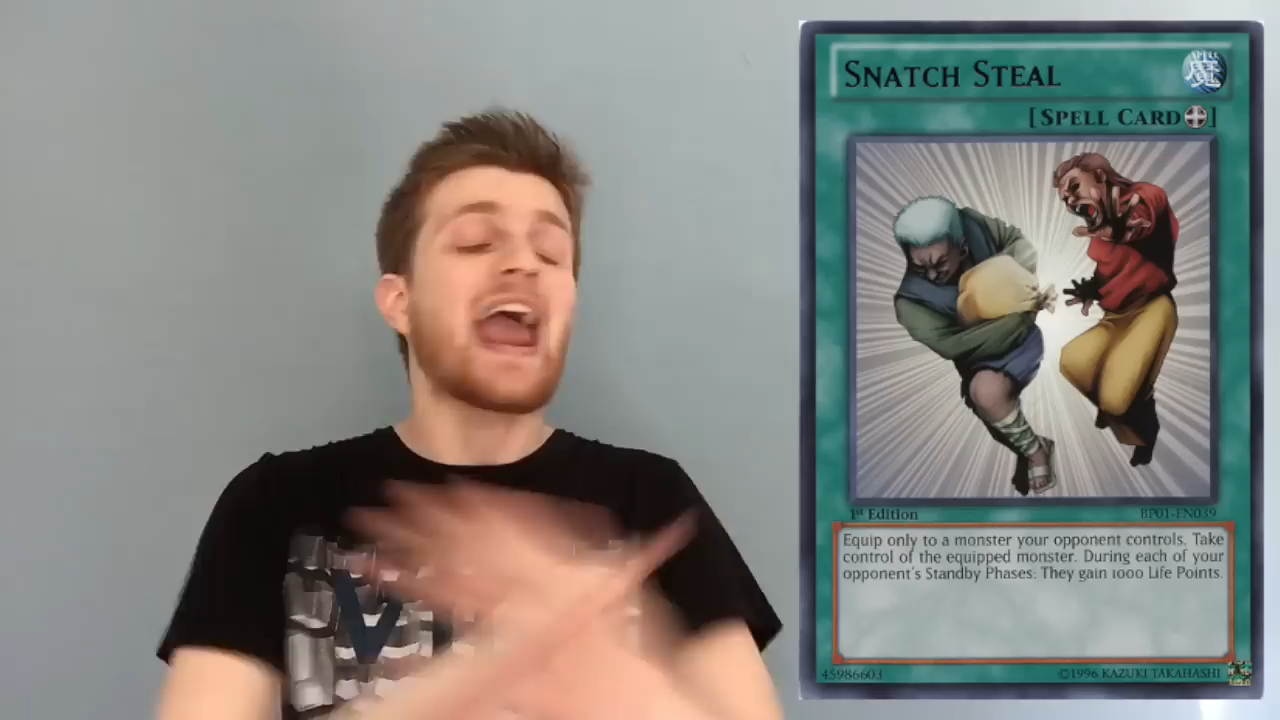 SNATCH STEAL
魔
[SPELL CARD]
1st Edition
BP01-EN039
Equip only to a monster your opponent controls. Take
control of the equipped monster. During each of your
opponent's Standby Phases: They gain 1000 Life Points.
45986603
©1996 KAZUKI TAKAHASHI